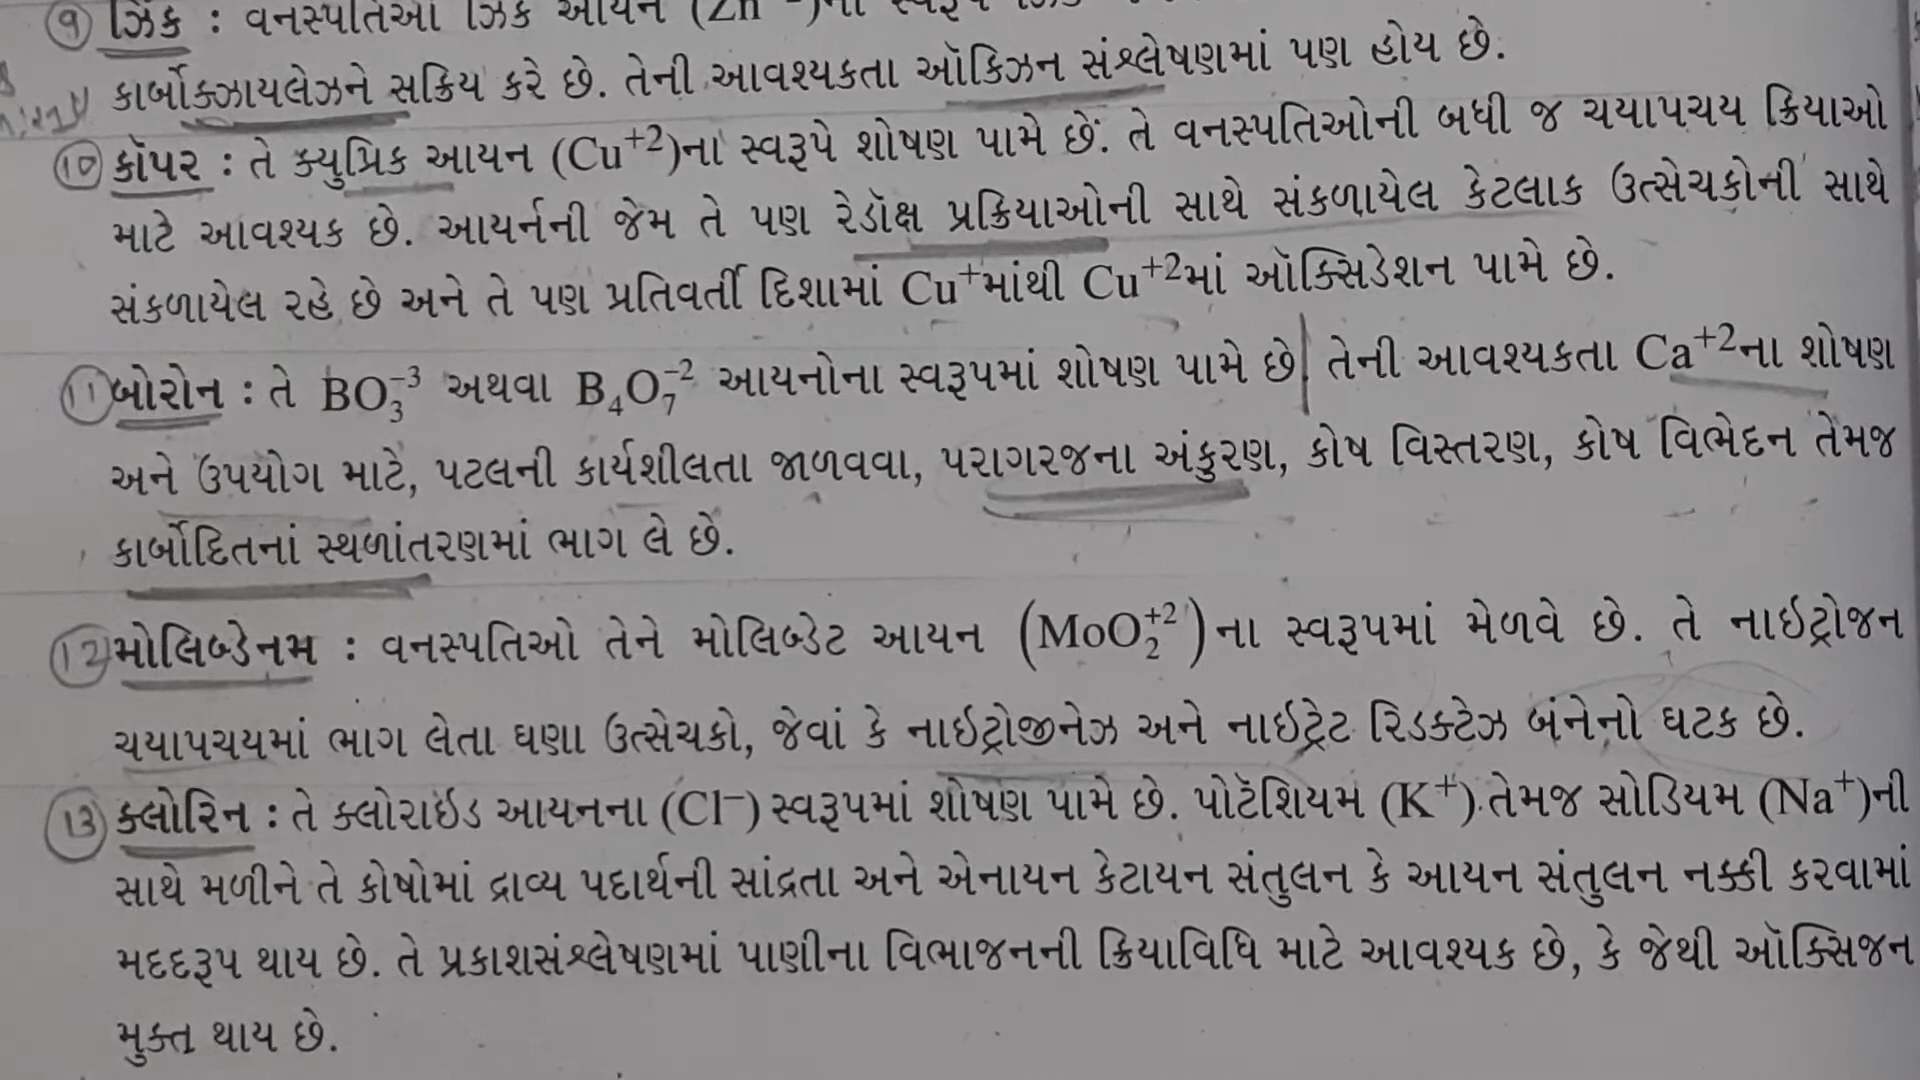 9 ઝિંક : વનસ્પતિઓ ઝિંક આયન (Zn
કાર્બોક્ઝાયલેઝને સક્રિય કરે છે. તેની આવશ્યકતા ઑક્ઝિન સંશ્લેષણમાં પણ હોય છે.
10 કૉપર : તે ક્યુપ્રિક આયન (Cu⁺²)ના સ્વરૂપે શોષણ પામે છે. તે વનસ્પતિઓની બધી જ ચયાપચય ક્રિયાઓ
માટે આવશ્યક છે. આયર્નની જેમ તે પણ રેડૉક્ષ પ્રક્રિયાઓની સાથે સંકળાયેલ કેટલાક ઉત્સેચકોની સાથે
સંકળાયેલ રહે છે અને તે પણ પ્રતિવર્તી દિશામાં Cu⁺માંથી Cu⁺²માં ઑક્સિડેશન પામે છે.
11 બોરોન : તે BO₃⁻³ અથવા B₄O₇⁻² આયનોના સ્વરૂપમાં શોષણ પામે છે તેની આવશ્યકતા Ca⁺²ના શોષણ
અને ઉપયોગ માટે, પટલની કાર્યશીલતા જાળવવા, પરાગરજના અંકુરણ, કોષ વિસ્તરણ, કોષ વિભેદન તેમજ
કાર્બોદિતનાં સ્થળાંતરણમાં ભાગ લે છે.
12 મોલિબ્ડેનમ : વનસ્પતિઓ તેને મોલિબ્ડેટ આયન (MoO₂⁺²) ના સ્વરૂપમાં મેળવે છે. તે નાઇટ્રોજન
ચયાપચયમાં ભાગ લેતા ઘણા ઉત્સેચકો, જેવાં કે નાઇટ્રોજીનેઝ અને નાઇટ્રેટ રિડક્ટેઝ બંનેનો ઘટક છે.
13 ક્લોરિન : તે ક્લોરાઇડ આયનના (Cl⁻) સ્વરૂપમાં શોષણ પામે છે. પોટૅશિયમ (K⁺) તેમજ સોડિયમ (Na⁺)ની
સાથે મળીને તે કોષોમાં દ્રાવ્ય પદાર્થની સાંદ્રતા અને એનાયન કેટાયન સંતુલન કે આયન સંતુલન નક્કી કરવામાં
મદદરૂપ થાય છે. તે પ્રકાશસંશ્લેષણમાં પાણીના વિભાજનની ક્રિયાવિધિ માટે આવશ્યક છે, કે જેથી ઑક્સિજન
મુક્ત થાય છે.